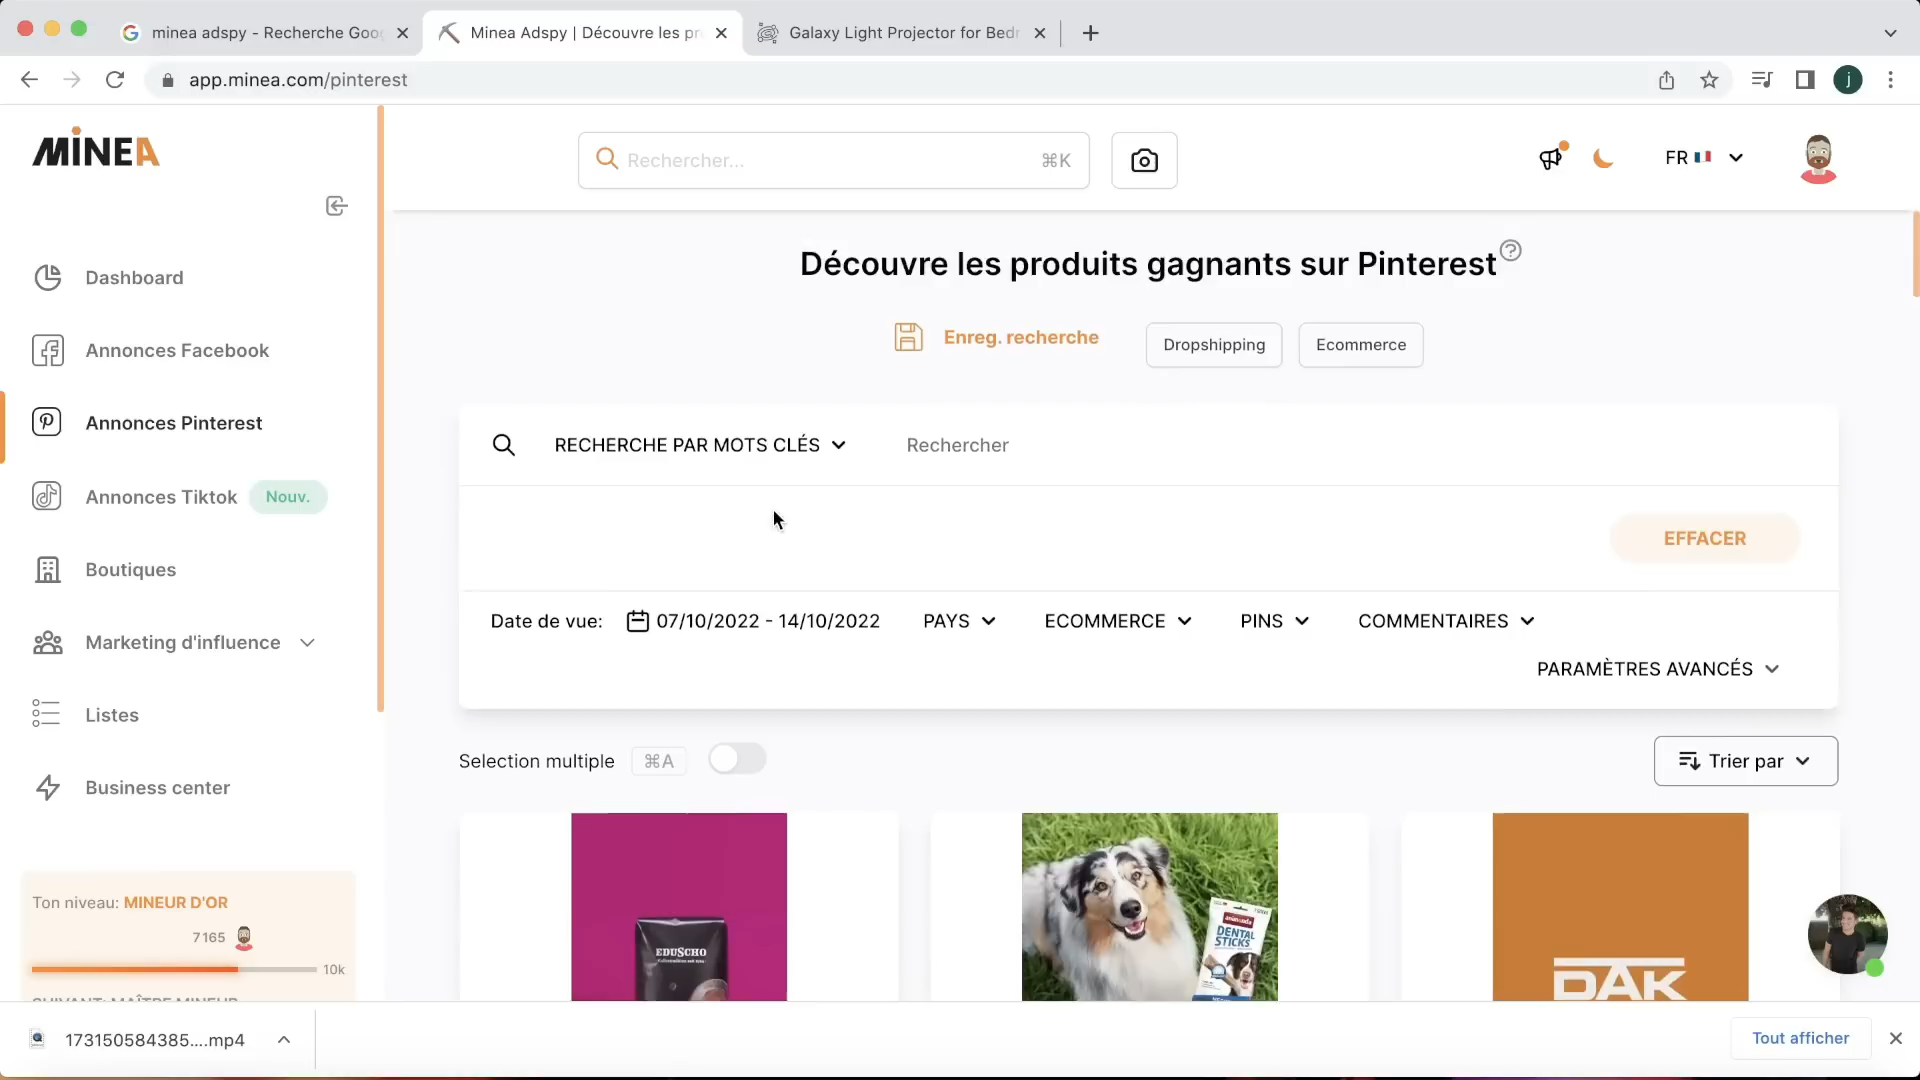 minea adspy - Recherche Goo
Minea Adspy | Découvre les pr
Galaxy Light Projector for Bedr
app.minea.com/pinterest
j
MINEA
Rechercher...
⌘K
FR
Dashboard
Annonces Facebook
Annonces Pinterest
Annonces Tiktok
Nouv.
Boutiques
Marketing d'influence
Listes
Business center
Ton niveau: MINEUR D'OR
7165
10k
SUIVANT: MAÎTRE MINEUR
Découvre les produits gagnants sur Pinterest
Enreg. recherche
Dropshipping
Ecommerce
RECHERCHE PAR MOTS CLÉS
Rechercher
EFFACER
Date de vue:
07/10/2022 - 14/10/2022
PAYS
ECOMMERCE
PINS
COMMENTAIRES
PARAMÈTRES AVANCÉS
Selection multiple
⌘A
Trier par
EDUSCHO
DENTAL
STICKS
DAK
173150584385....mp4
Tout afficher